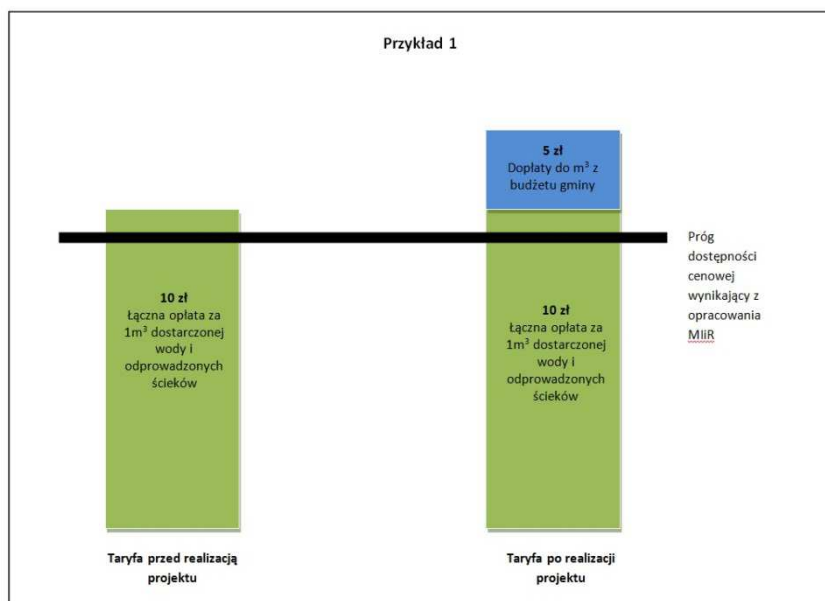 Przykład 1
5 zł
Dopłaty do m³ z
budżetu gminy
Próg
dostępności
cenowej
wynikający z
opracowania
MIiR
10 zł
Łączna opłata za
1m³ dostarczonej
wody i
odprowadzonych
ścieków
10 zł
Łączna opłata za
1m³ dostarczonej
wody i
odprowadzonych
ścieków
Taryfa przed realizacją
projektu
Taryfa po realizacji
projektu